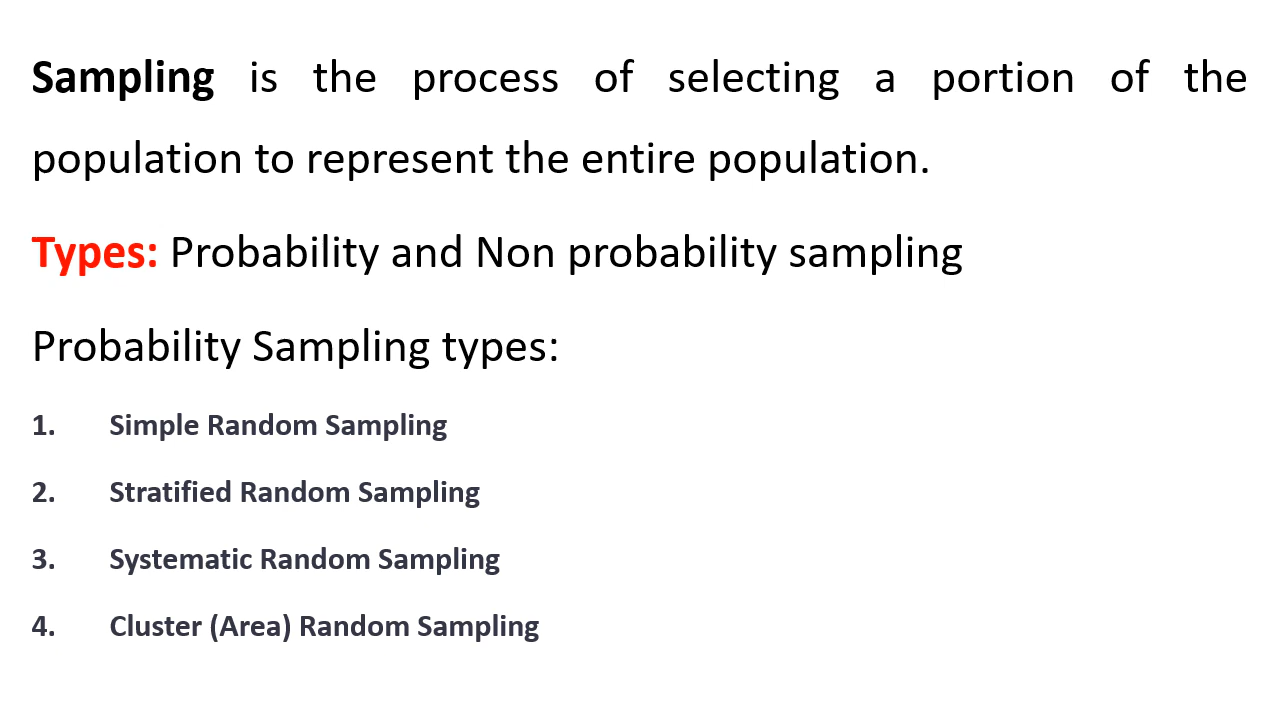 Sampling is the process of selecting a portion of the
population to represent the entire population.
Types: Probability and Non probability sampling
Probability Sampling types:
1. Simple Random Sampling
2. Stratified Random Sampling
3. Systematic Random Sampling
4. Cluster (Area) Random Sampling